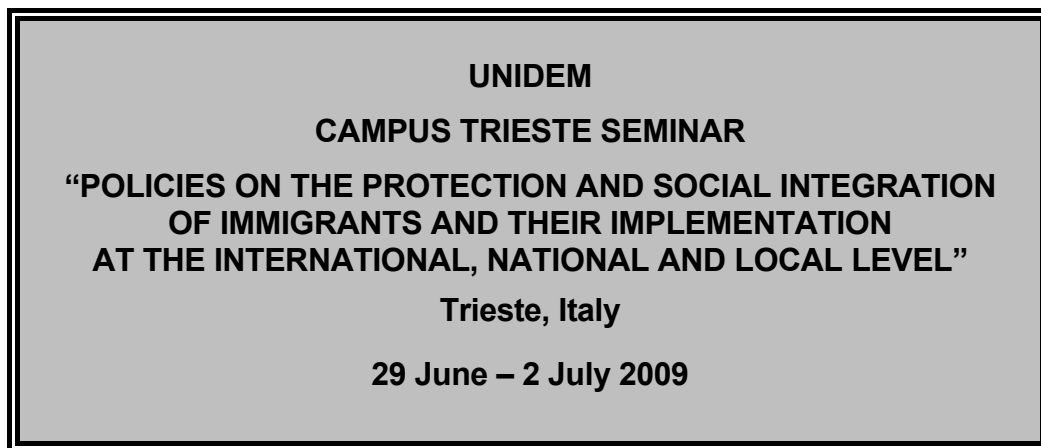 UNIDEM
CAMPUS TRIESTE SEMINAR
“POLICIES ON THE PROTECTION AND SOCIAL INTEGRATION
OF IMMIGRANTS AND THEIR IMPLEMENTATION
AT THE INTERNATIONAL, NATIONAL AND LOCAL LEVEL”
Trieste, Italy
29 June – 2 July 2009